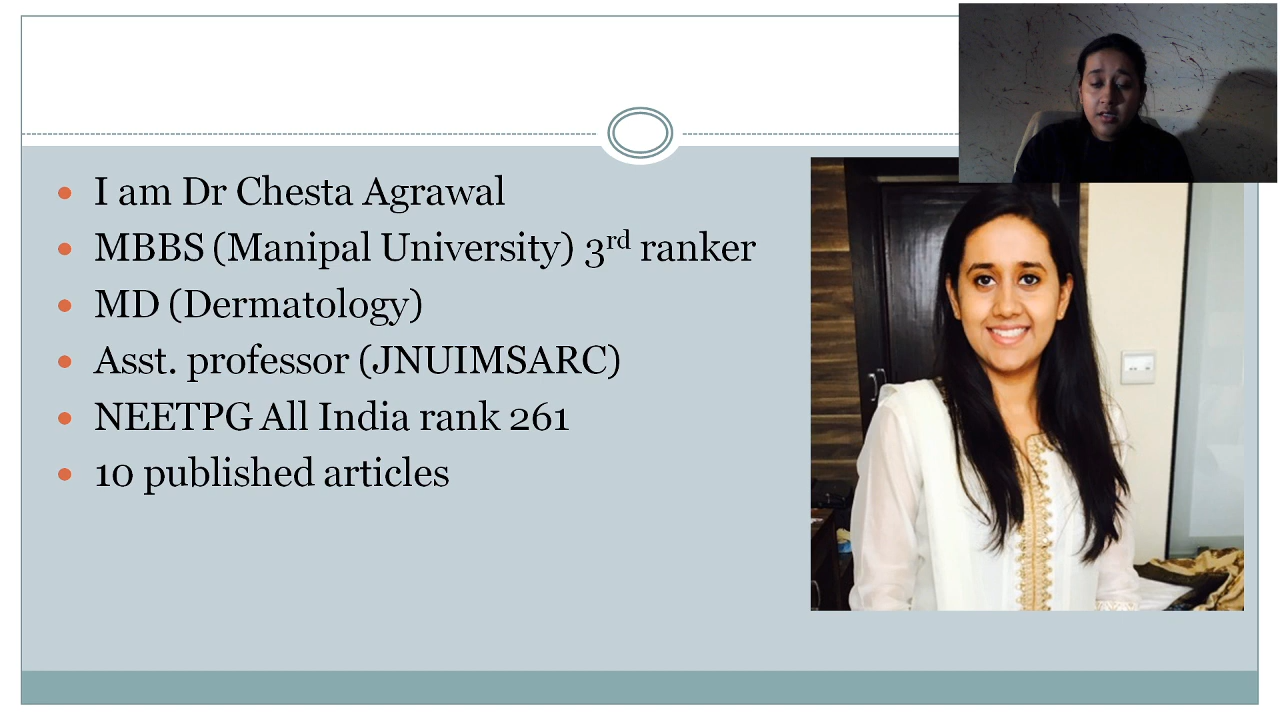 I am Dr Chesta Agrawal
MBBS (Manipal University) 3rd ranker
MD (Dermatology)
Asst. professor (JNUIMSARC)
NEETPG All India rank 261
10 published articles